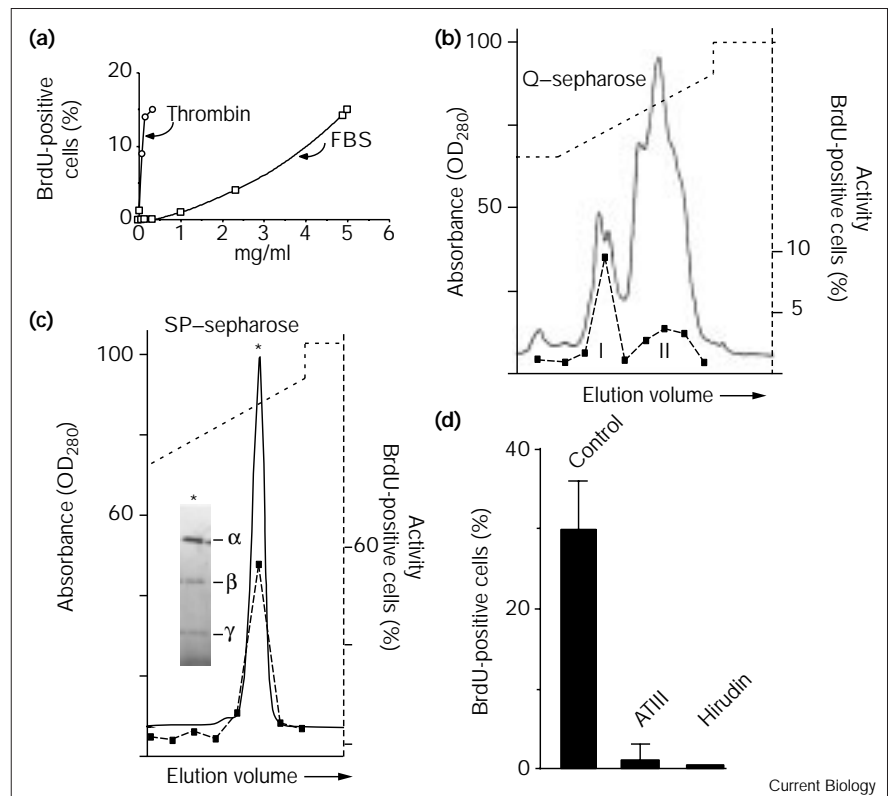 (a)
20
10
0
BrdU-positive
cells (%)
Thrombin
FBS
0 1 2 3 4 5 6
mg/ml
(b)
100
50
Absorbance (OD280)
Q–sepharose
I
II
10
5
Activity
BrdU-positive cells (%)
Elution volume
(c)
SP–sepharose
*
100
60
Absorbance (OD280)
*
α
β
γ
60
Activity
BrdU-positive cells (%)
Elution volume
(d)
40
20
0
BrdU-positive cells (%)
Control
ATIII
Hirudin
Current Biology